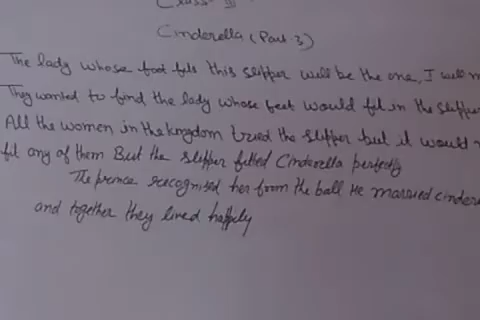 Class - III
Cinderella (Part-3)
The lady whose foot fits this slipper will be the one, I will
They wanted to find the lady whose feet would fit in the slipper
All the women in the kingdom tried the slipper but it would
fit any of them But the slipper fitted Cinderella perfectly
The prince recognised her from the ball He married cinder
and together they lived happily